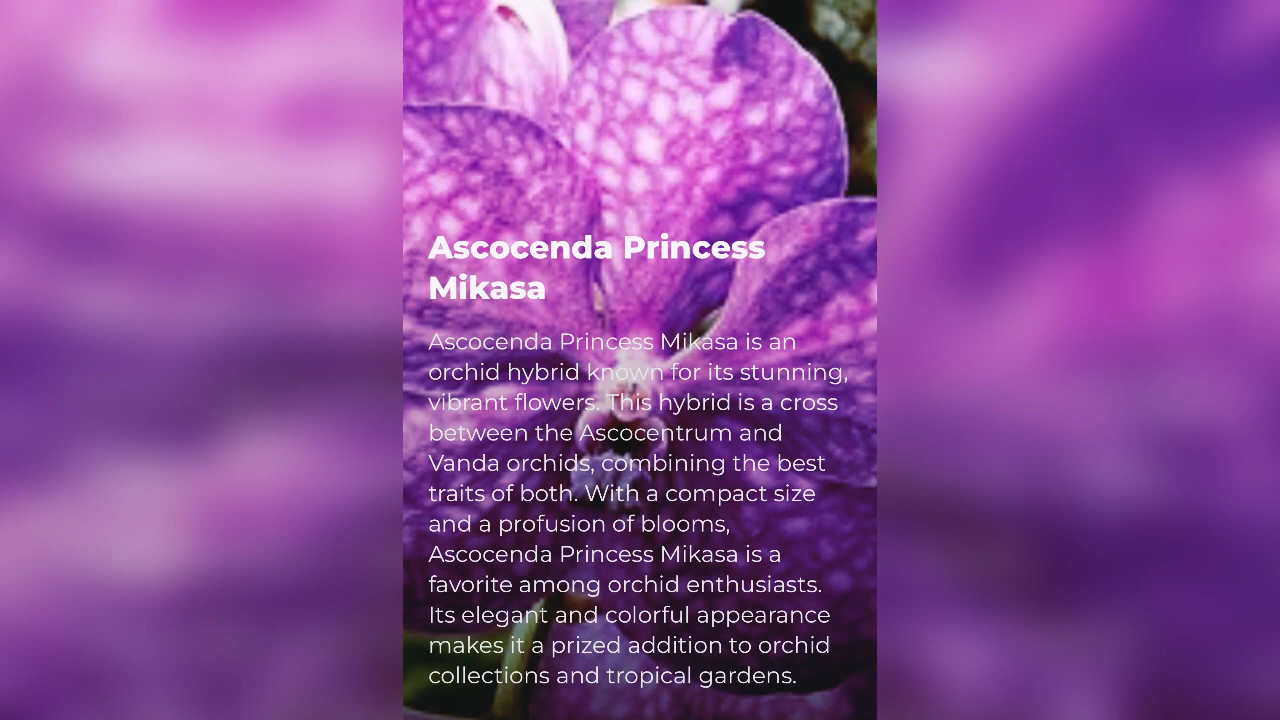 Ascocenda Princess
Mikasa
Ascocenda Princess Mikasa is an
orchid hybrid known for its stunning,
vibrant flowers. This hybrid is a cross
between the Ascocentrum and
Vanda orchids, combining the best
traits of both. With a compact size
and a profusion of blooms,
Ascocenda Princess Mikasa is a
favorite among orchid enthusiasts.
Its elegant and colorful appearance
makes it a prized addition to orchid
collections and tropical gardens.